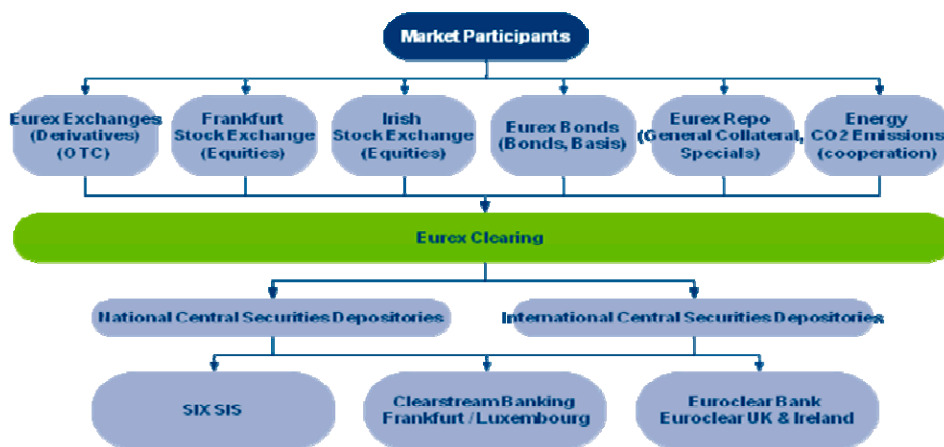 Market Participants
Eurex Exchanges
(Derivatives)
(OTC)
Frankfurt
Stock Exchange
(Equities)
Irish
Stock Exchange
(Equities)
Eurex Bonds
(Bonds, Basis)
Eurex Repo
(General Collateral,
Specials)
Energy
CO2 Emissions
(cooperation)
Eurex Clearing
National Central Securities Depositories
International Central Securities Depositories
SIX SIS
Clearstream Banking
Frankfurt / Luxembourg
Euroclear Bank
Euroclear UK & Ireland